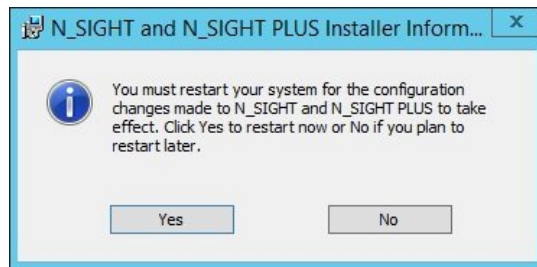 N_SIGHT and N_SIGHT PLUS Installer Inform...
X
You must restart your system for the configuration
changes made to N_SIGHT and N_SIGHT PLUS to take
effect. Click Yes to restart now or No if you plan to
restart later.
Yes
No